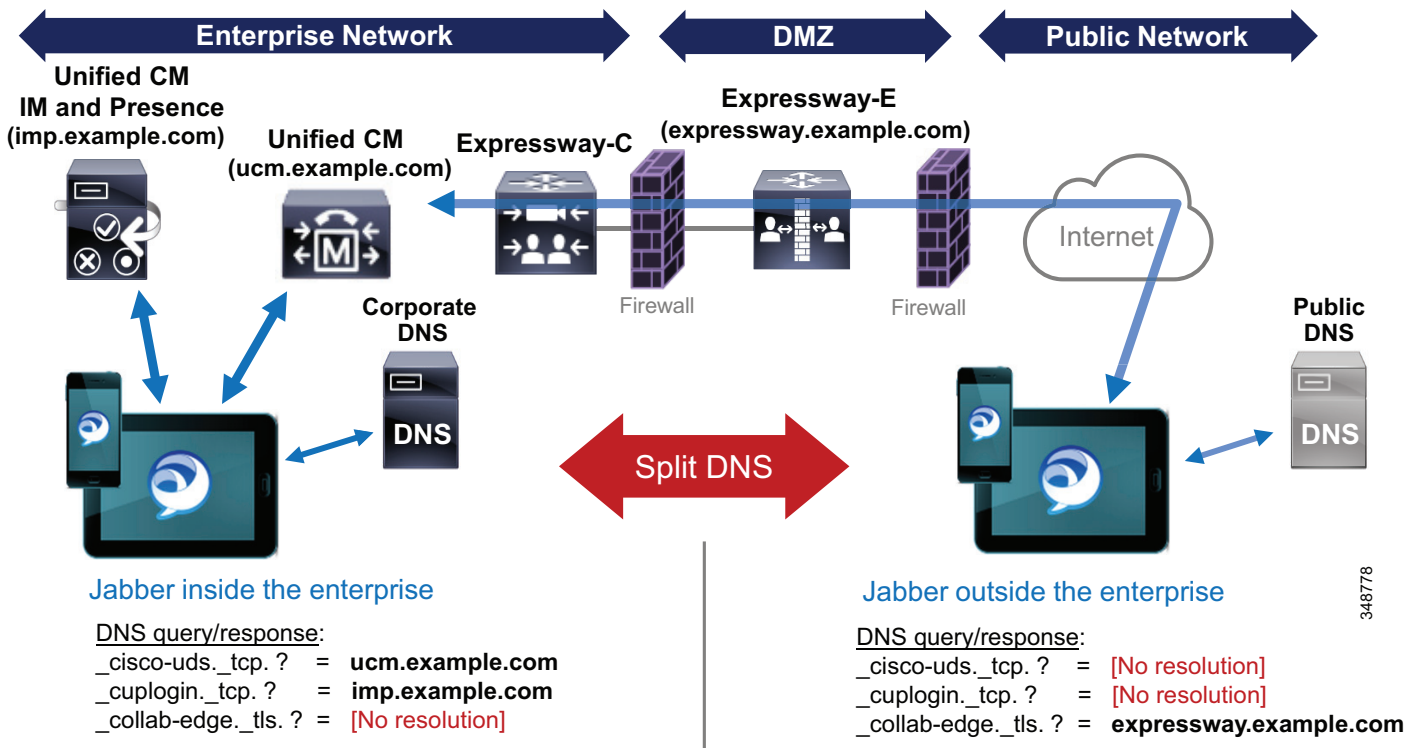 Enterprise Network
DMZ
Public Network
Unified CM
IM and Presence
(imp.example.com)
Unified CM
(ucm.example.com)
Expressway-C
Expressway-E
(expressway.example.com)
M
Internet
Firewall
Firewall
Corporate
DNS
DNS
Public
DNS
DNS
Split DNS
Jabber inside the enterprise
DNS query/response:
_cisco-uds._tcp. ? = ucm.example.com
_cuplogin._tcp. ? = imp.example.com
_collab-edge._tls. ? = [No resolution]
Jabber outside the enterprise
DNS query/response:
_cisco-uds._tcp. ? = [No resolution]
_cuplogin._tcp. ? = [No resolution]
_collab-edge._tls. ? = expressway.example.com
348778